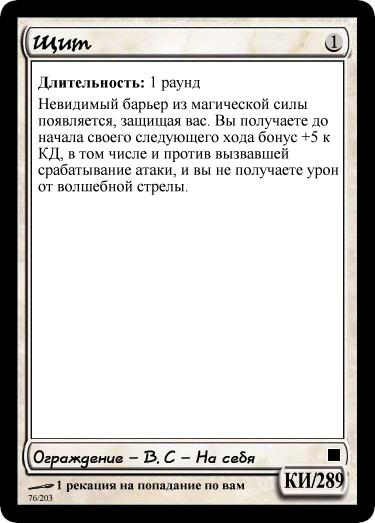 Щит 1
Длительность: 1 раунд
Невидимый барьер из магической силы
появляется, защищая вас. Вы получаете до
начала своего следующего хода бонус +5 к
КД, в том числе и против вызвавшей
срабатывание атаки, и вы не получаете урон
от волшебной стрелы.
Ограждение – В, С – На себя
1 рекация на попадание по вам
КИ/289
76/203